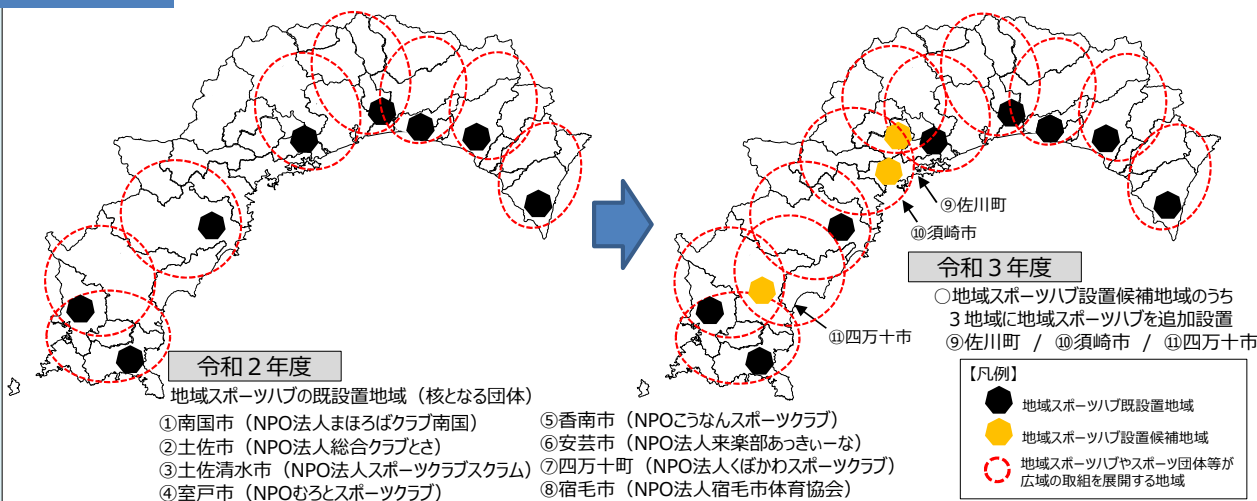 令和２年度
地域スポーツハブの既設置地域（核となる団体）
①南国市（NPO法人まほろばクラブ南国）
②土佐市（NPO法人総合クラブとさ）
③土佐清水市（NPO法人スポーツクラブスクラム）
④室戸市（NPOむろとスポーツクラブ）
⑤香南市（NPOこうなんスポーツクラブ）
⑥安芸市（NPO法人来楽部あっきぃーな）
⑦四万十町（NPO法人くぼかわスポーツクラブ）
⑧宿毛市（NPO法人宿毛市体育協会）
⑨佐川町
⑩須崎市
⑪四万十市
令和３年度
○地域スポーツハブ設置候補地域のうち
３地域に地域スポーツハブを追加設置
⑨佐川町 / ⑩須崎市 / ⑪四万十市
【凡例】
地域スポーツハブ既設置地域
地域スポーツハブ設置候補地域
地域スポーツハブやスポーツ団体等が
広域の取組を展開する地域